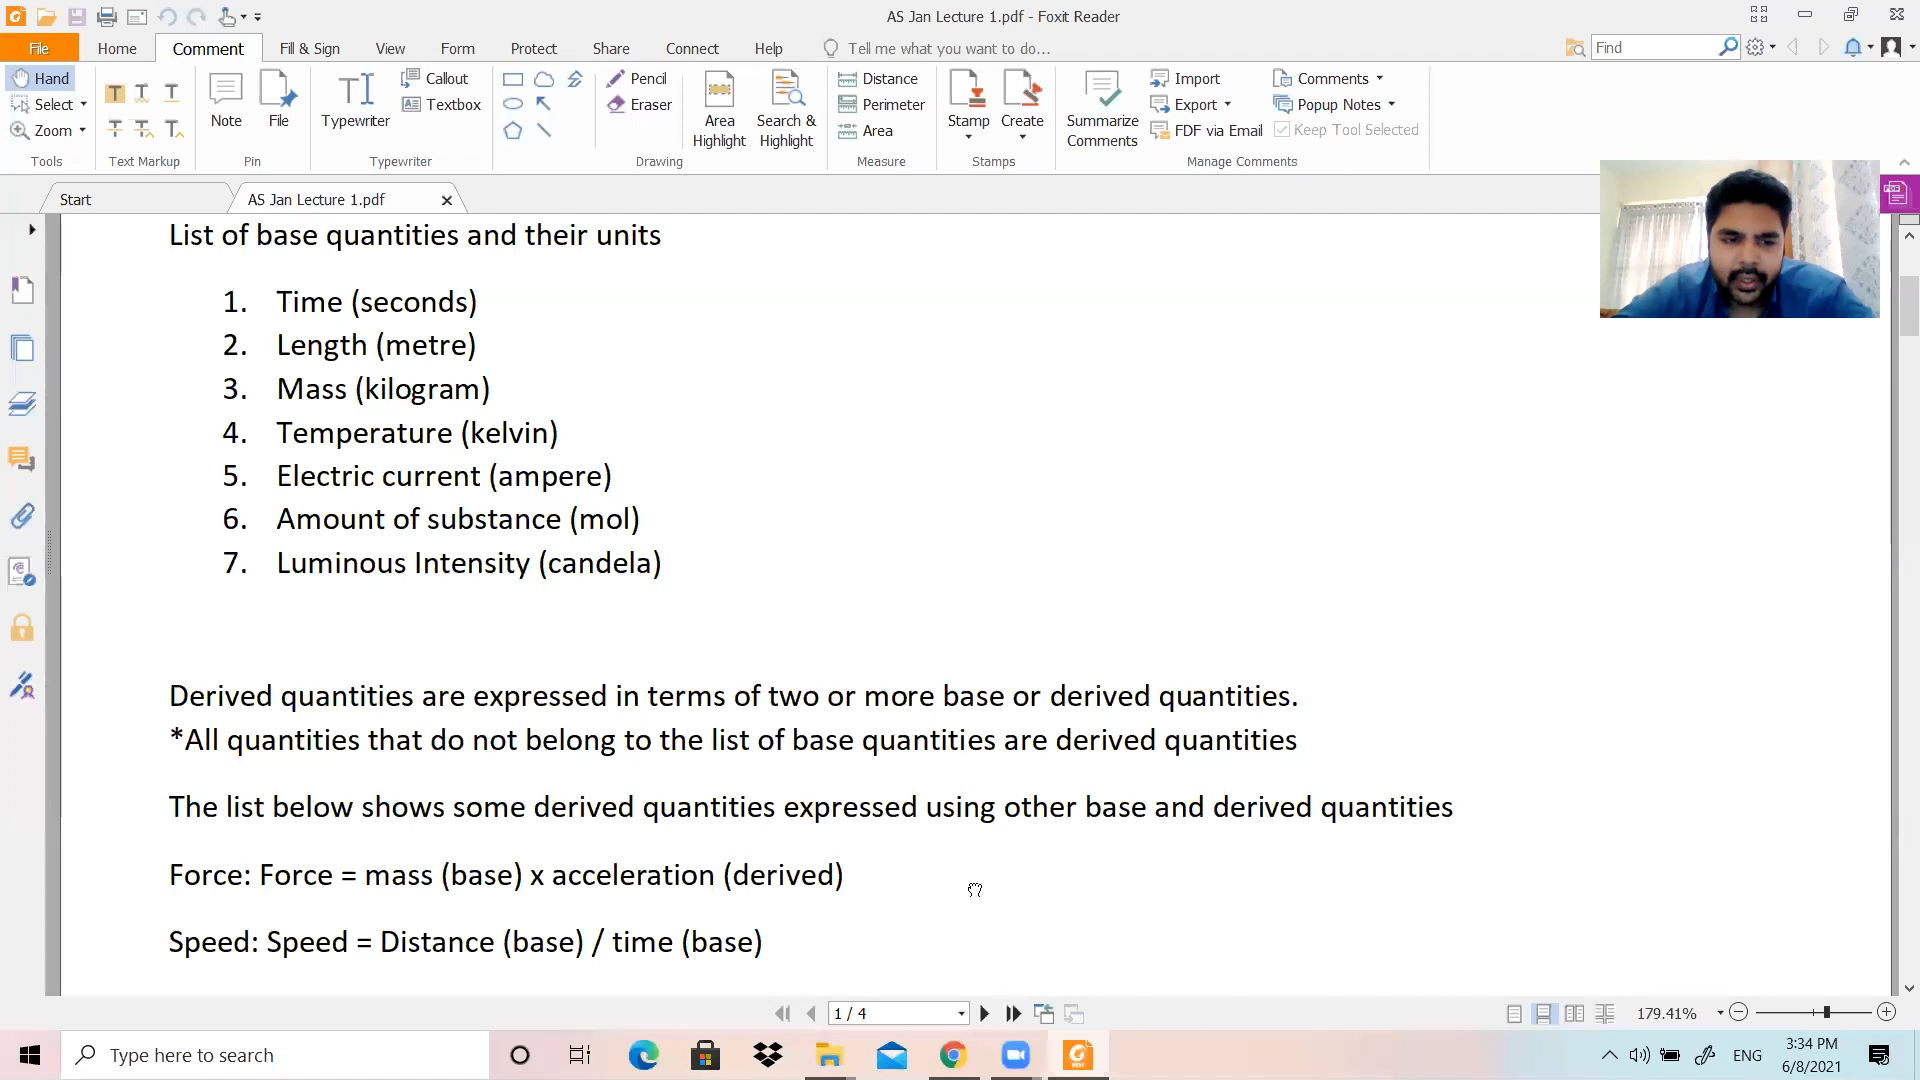 AS Jan Lecture 1.pdf - Foxit Reader
File Home Comment Fill & Sign View Form Protect Share Connect Help Tell me what you want to do... Find
Hand
Select
Zoom
Tools
Text Markup
Note
File
Pin
Typewriter
Callout
Textbox
Typewriter
Pencil
Eraser
Area
Highlight
Search &
Highlight
Drawing
Distance
Perimeter
Area
Measure
Stamp
Create
Stamps
Summarize
Comments
Import
Export
FDF via Email
Comments
Popup Notes
Keep Tool Selected
Manage Comments
Start
AS Jan Lecture 1.pdf
List of base quantities and their units
1. Time (seconds)
2. Length (metre)
3. Mass (kilogram)
4. Temperature (kelvin)
5. Electric current (ampere)
6. Amount of substance (mol)
7. Luminous Intensity (candela)
Derived quantities are expressed in terms of two or more base or derived quantities.
*All quantities that do not belong to the list of base quantities are derived quantities
The list below shows some derived quantities expressed using other base and derived quantities
Force: Force = mass (base) x acceleration (derived)
Speed: Speed = Distance (base) / time (base)
1 / 4
179.41%
Type here to search
ENG
3:34 PM
6/8/2021